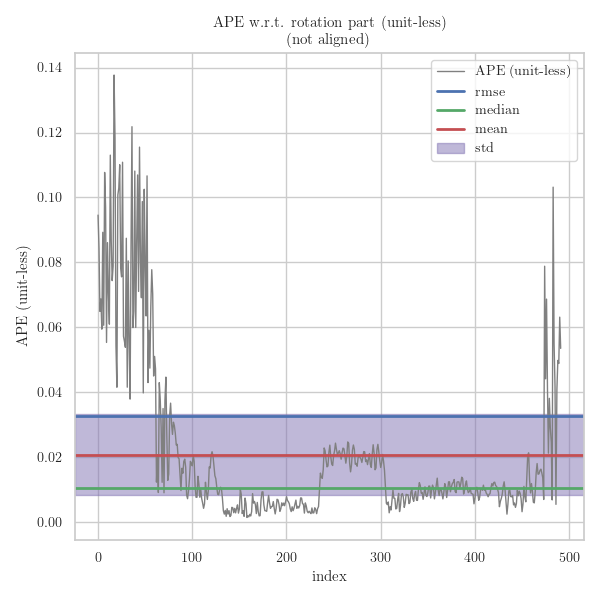 APE w.r.t. rotation part (unit-less)
(not aligned)
APE (unit-less)
rmse
median
mean
std
0.14
0.12
0.10
0.08
0.06
0.04
0.02
0.00
APE (unit-less)
0 100 200 300 400 500
index